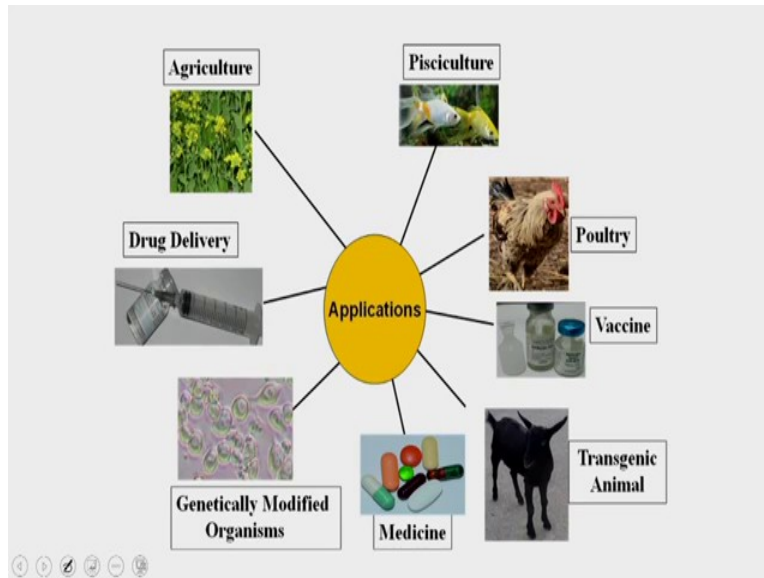 Agriculture
Pisciculture
Drug Delivery
Poultry
Applications
Vaccine
Transgenic
Animal
Genetically Modified
Organisms
Medicine